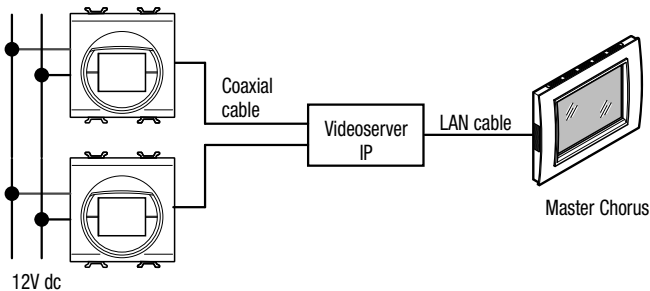 Coaxial
cable
Videoserver
IP
LAN cable
Master Chorus
12V dc